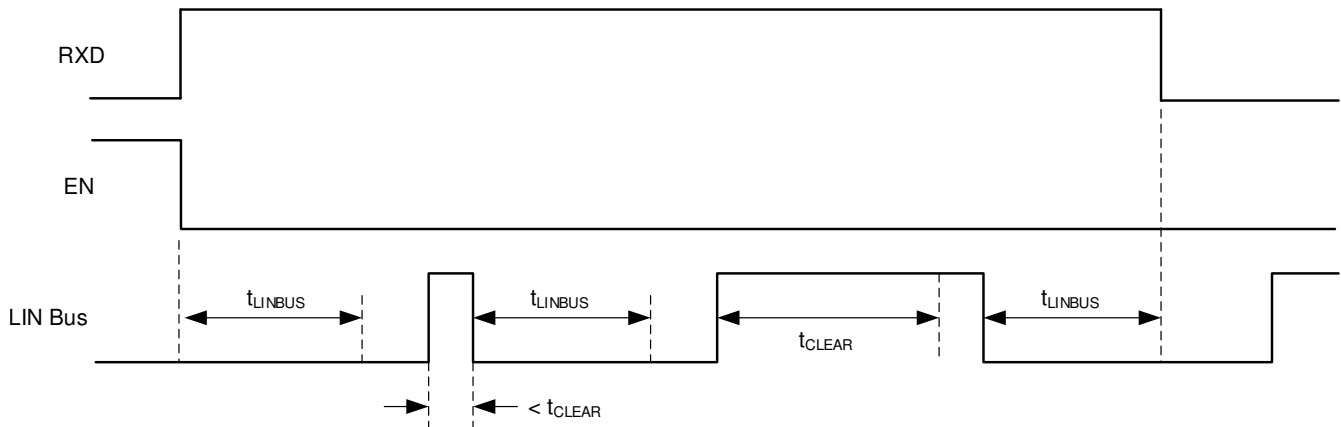 RXD
EN
LIN Bus
tLINBUS
tLINBUS
tCLEAR
tLINBUS
< tCLEAR